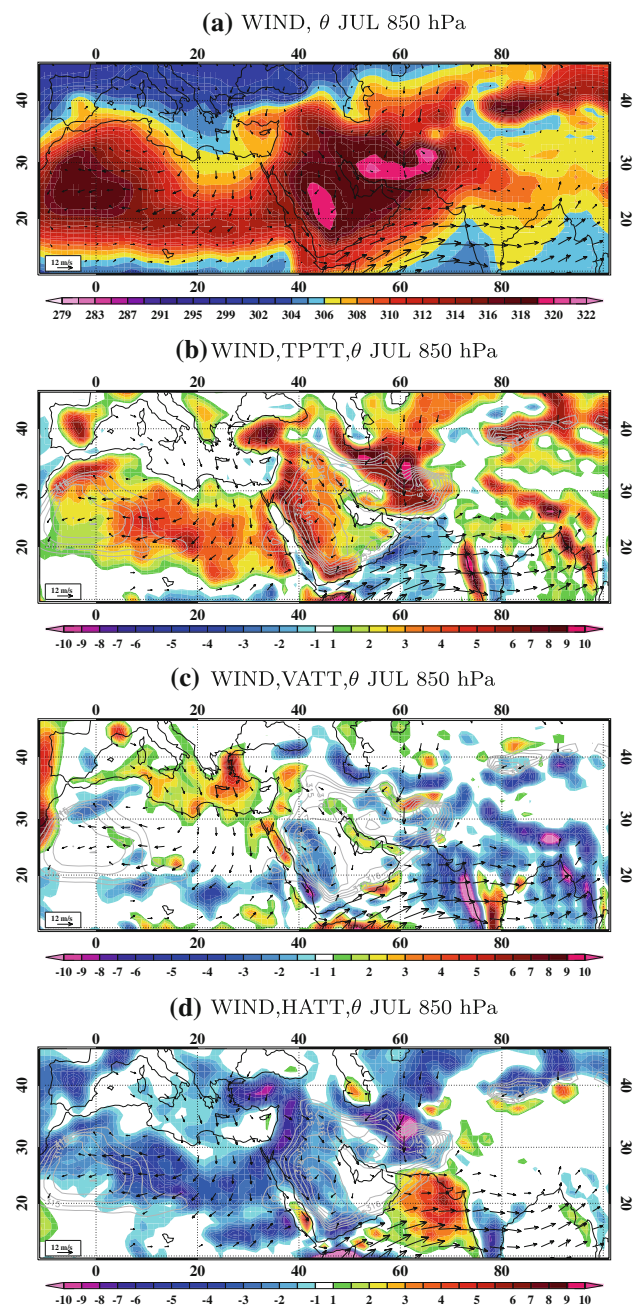 (a) WIND, θ JUL 850 hPa
0 20 40 60 80
40 40
30 30
20 20
12 m/s
0 20 40 60 80
279 283 287 291 295 299 302 304 306 308 310 312 314 316 318 320 322
(b) WIND,TPTT,θ JUL 850 hPa
0 20 40 60 80
40 40
30 30
20 20
12 m/s
0 20 40 60 80
-10 -9 -8 -7 -6 -5 -4 -3 -2 -1 1 2 3 4 5 6 7 8 9 10
(c) WIND,VATT,θ JUL 850 hPa
0 20 40 60 80
40 40
30 30
20 20
12 m/s
0 20 40 60 80
-10 -9 -8 -7 -6 -5 -4 -3 -2 -1 1 2 3 4 5 6 7 8 9 10
(d) WIND,HATT,θ JUL 850 hPa
0 20 40 60 80
40 40
30 30
20 20
12 m/s
0 20 40 60 80
-10 -9 -8 -7 -6 -5 -4 -3 -2 -1 1 2 3 4 5 6 7 8 9 10